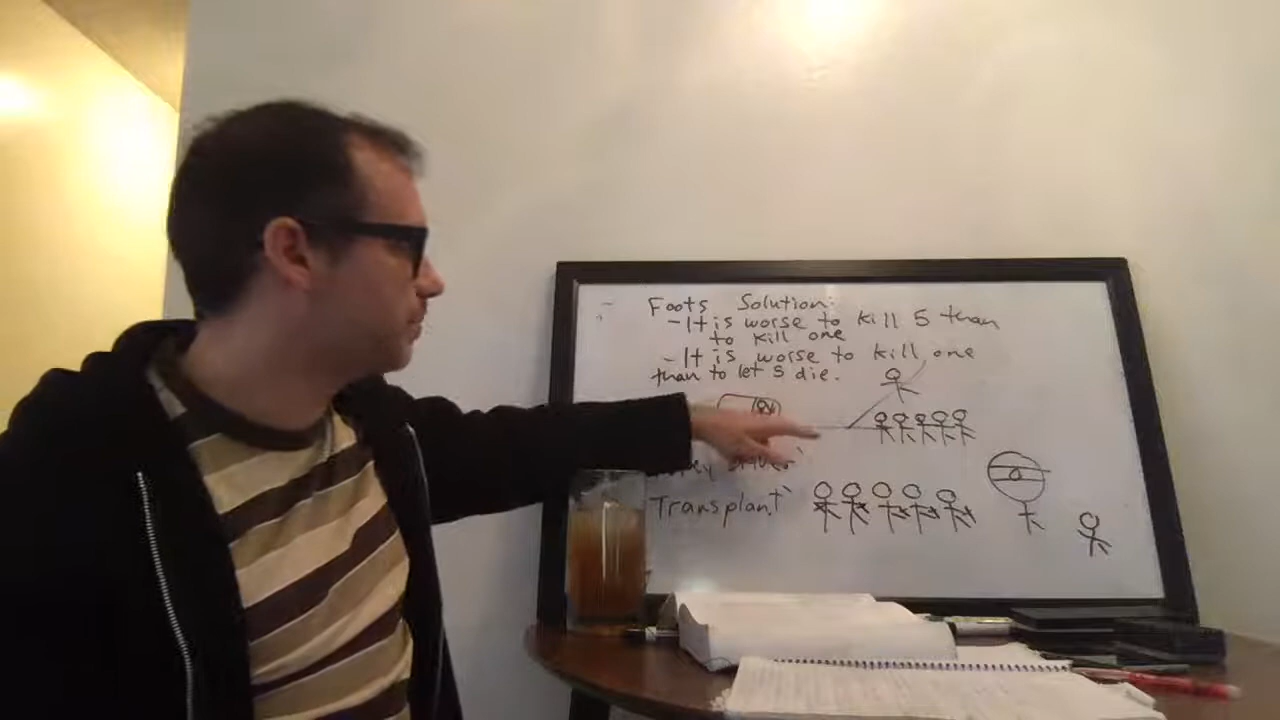 Foots Solution:
- It is worse to kill 5 than
to kill one
- It is worse to kill one
than to let 5 die.
driver`
Transplant`